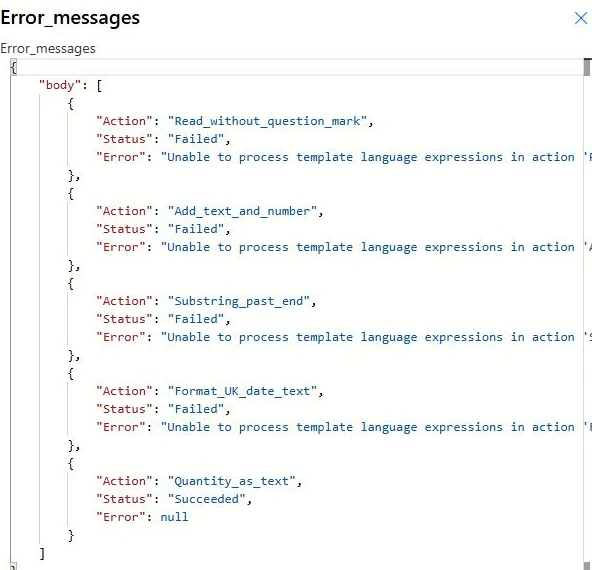 Error_messages
Error_messages
{
"body": [
{
"Action": "Read_without_question_mark",
"Status": "Failed",
"Error": "Unable to process template language expressions in action '
},
{
"Action": "Add_text_and_number",
"Status": "Failed",
"Error": "Unable to process template language expressions in action 'A
},
{
"Action": "Substring_past_end",
"Status": "Failed",
"Error": "Unable to process template language expressions in action 'S
},
{
"Action": "Format_UK_date_text",
"Status": "Failed",
"Error": "Unable to process template language expressions in action 'F
},
{
"Action": "Quantity_as_text",
"Status": "Succeeded",
"Error": null
}
]
}